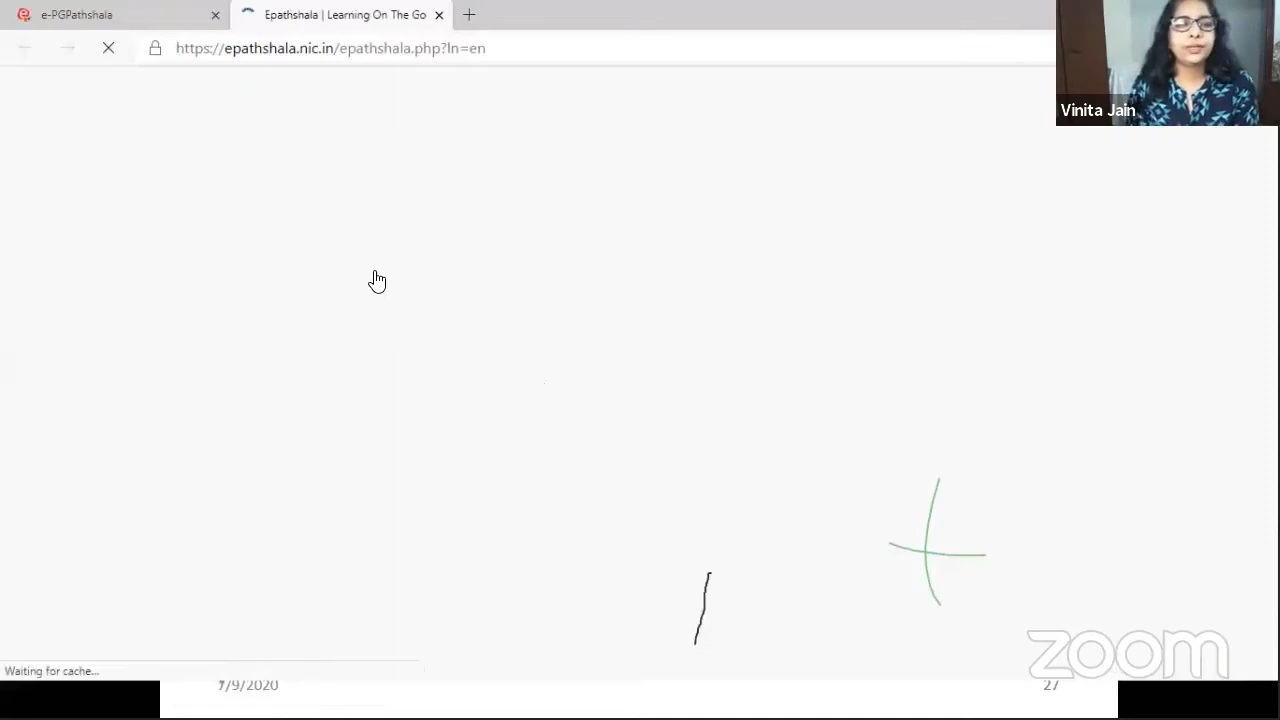 e-PGPathshala
Epathshala | Learning On The Go
https://epathshala.nic.in/epathshala.php?ln=en
Vinita Jain
zoom
Waiting for cache...
7/9/2020
27